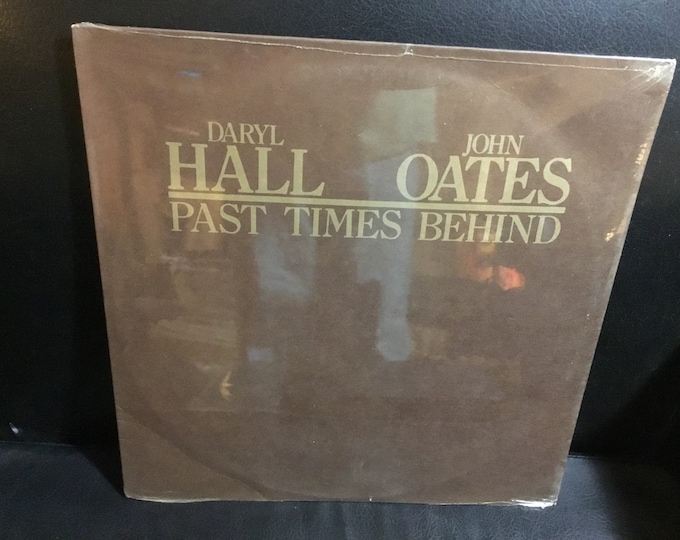 DARYL JOHN
HALL OATES
PAST TIMES BEHIND